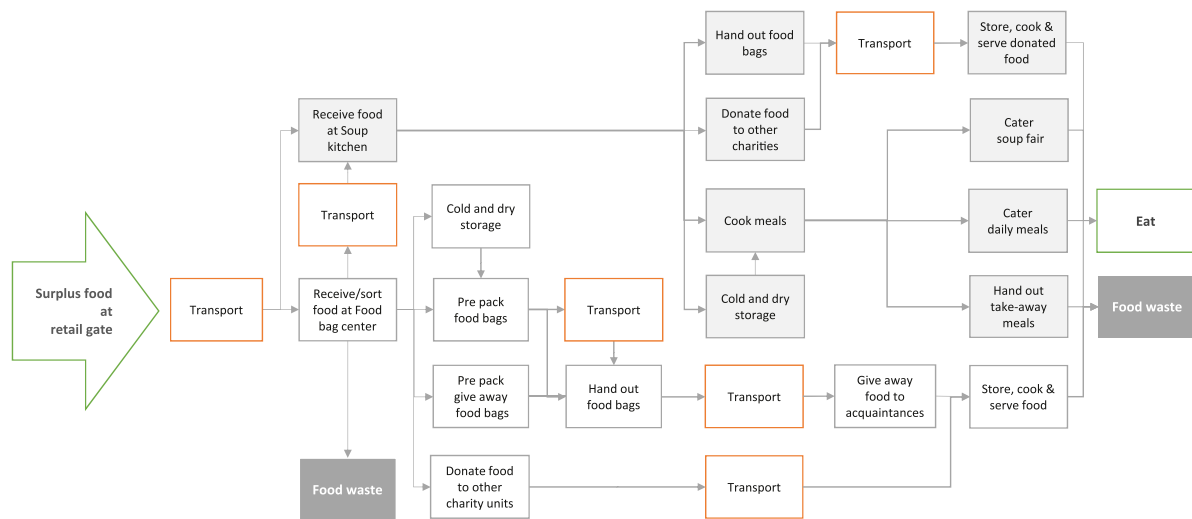 Hand out food
bags
Transport
Store, cook &
serve donated
food
Receive food
at Soup
kitchen
Donate food
to other
charities
Cater
soup fair
Transport
Cold and dry
storage
Cook meals
Cater
daily meals
Eat
Surplus food
at
retail gate
Transport
Receive/sort
food at Food
bag center
Pre pack
food bags
Transport
Cold and dry
storage
Hand out
take-away
meals
Food waste
Pre pack
give away
food bags
Hand out
food bags
Transport
Give away
food to
acquaintances
Store, cook &
serve food
Food waste
Donate food
to other
charity units
Transport